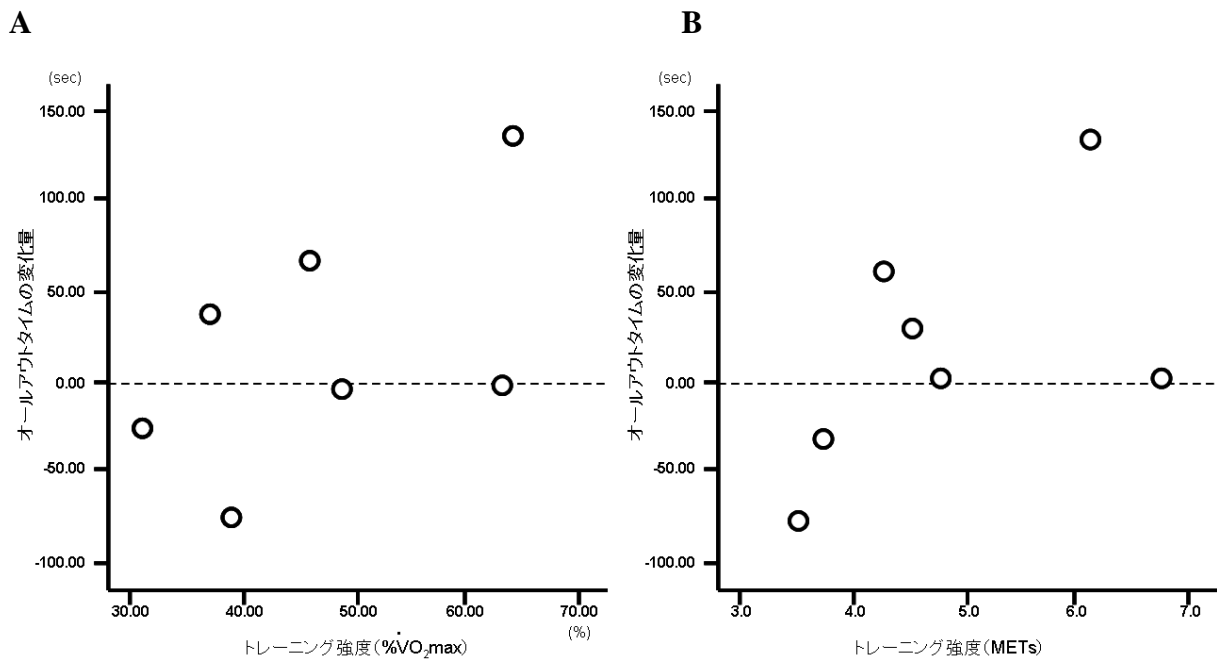 A
(sec)
150.00
100.00
50.00
0.00
-50.00
-100.00
オールアウトタイムの変化量
30.00 40.00 50.00 60.00 70.00
(%)
トレーニング強度(%V̇O₂max)
B
(sec)
150.00
100.00
50.00
0.00
-50.00
-100.00
オールアウトタイムの変化量
3.0 4.0 5.0 6.0 7.0
トレーニング強度(METs)